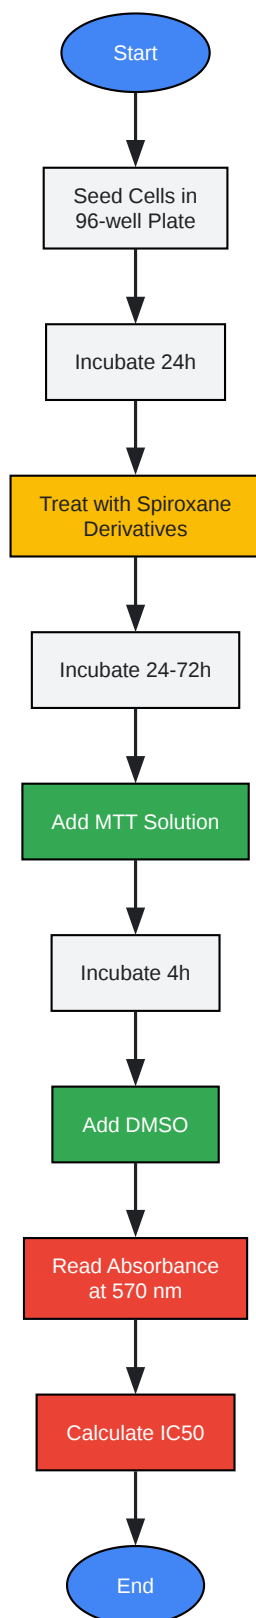 Start
Seed Cells in
96-well Plate
Incubate 24h
Treat with Spiroxane
Derivatives
Incubate 24-72h
Add MTT Solution
Incubate 4h
Add DMSO
Read Absorbance
at 570 nm
Calculate IC50
End